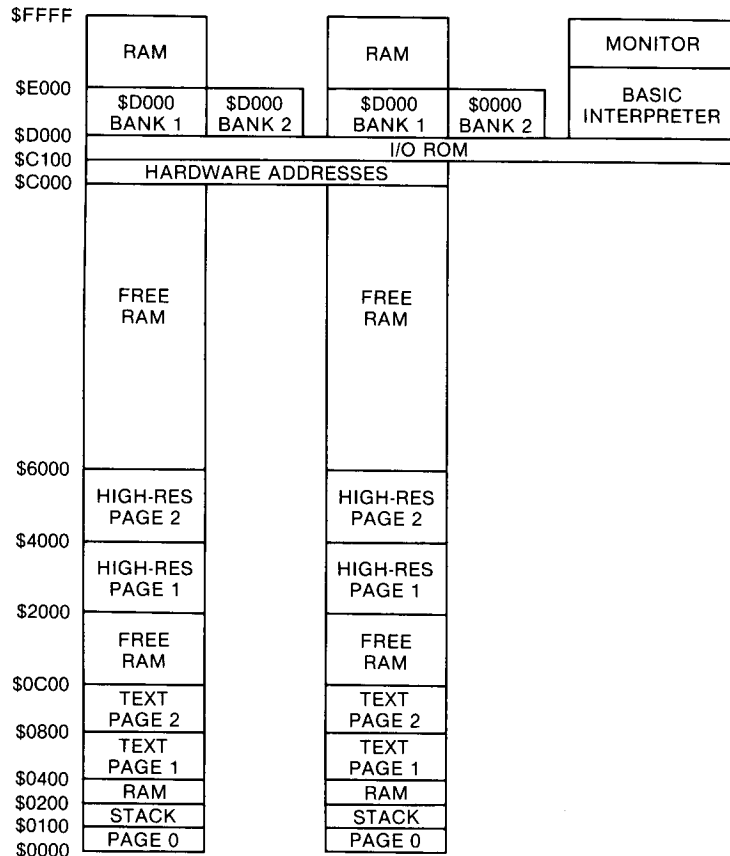 $FFFF
RAM
RAM
MONITOR
$E000
$D000
BANK 1
$D000
BANK 2
$D000
BANK 1
$0000
BANK 2
BASIC
INTERPRETER
$D000
I/O ROM
$C100
HARDWARE ADDRESSES
$C000
FREE
RAM
FREE
RAM
$6000
HIGH-RES
PAGE 2
HIGH-RES
PAGE 2
$4000
HIGH-RES
PAGE 1
HIGH-RES
PAGE 1
$2000
FREE
RAM
FREE
RAM
$0C00
TEXT
PAGE 2
TEXT
PAGE 2
$0800
TEXT
PAGE 1
TEXT
PAGE 1
$0400
RAM
RAM
$0200
STACK
STACK
$0100
PAGE 0
PAGE 0
$0000